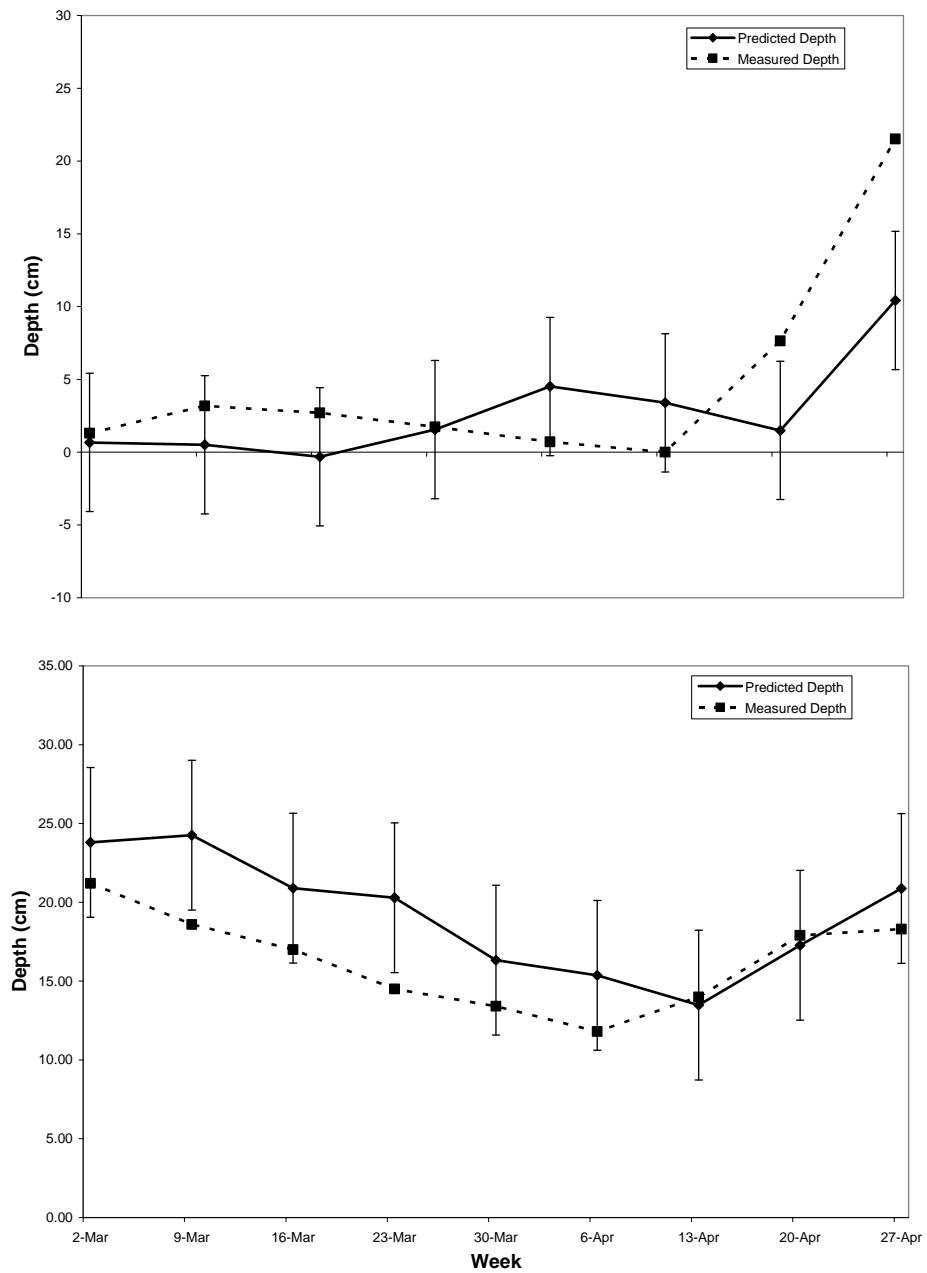 30
25
20
15
10
5
0
-5
-10
Depth (cm)
Predicted Depth
Measured Depth
35.00
30.00
25.00
20.00
15.00
10.00
5.00
0.00
Depth (cm)
Predicted Depth
Measured Depth
2-Mar 9-Mar 16-Mar 23-Mar 30-Mar 6-Apr 13-Apr 20-Apr 27-Apr
Week